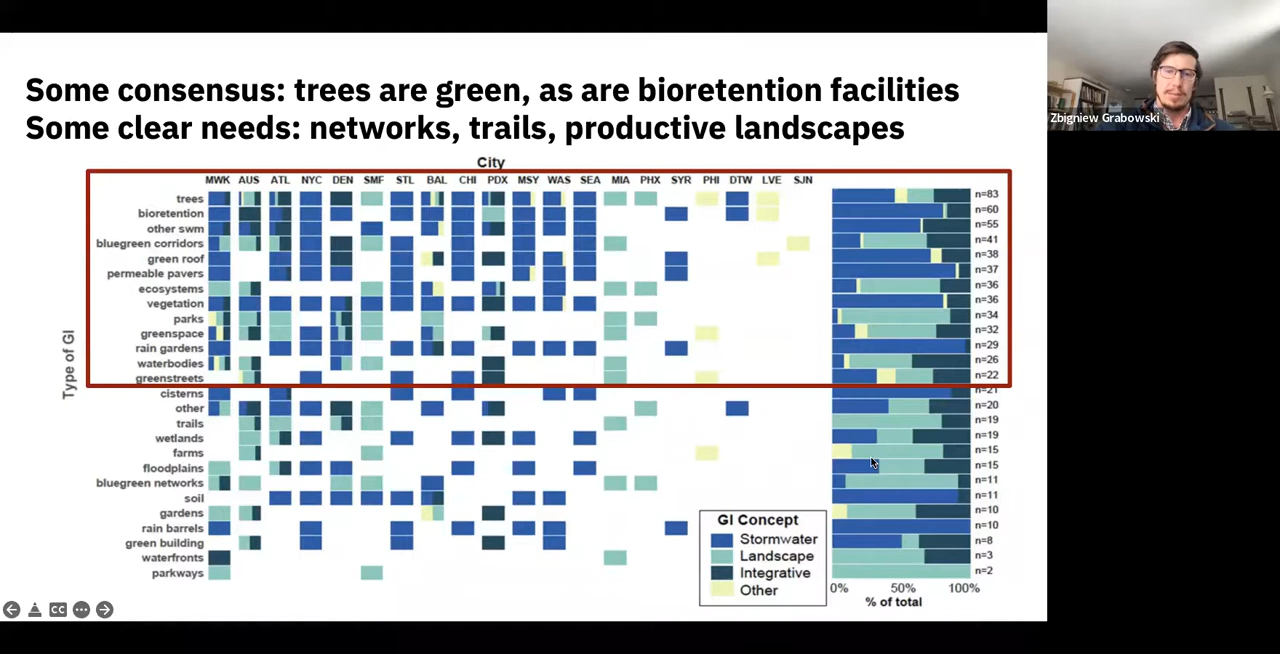 Some consensus: trees are green, as are bioretention facilities
Some clear needs: networks, trails, productive landscapes
Zbigniew Grabowski
City
MWK AUS ATL NYC DEN SMF STL BAL CHI PDX MSY WAS SEA MIA PHX SYR PHI DTW LVE SJN
Type of GI
trees n=83
bioretention n=60
other swm n=55
bluegreen corridors n=41
green roof n=38
permeable pavers n=37
ecosystems n=36
vegetation n=36
parks n=34
greenspace n=32
rain gardens n=29
waterbodies n=26
greenstreets n=22
cisterns n=21
other n=20
trails n=19
wetlands n=19
farms n=15
floodplains n=15
bluegreen networks n=11
soil n=11
gardens n=10
rain barrels n=10
green building n=8
waterfronts n=3
parkways n=2
GI Concept
Stormwater
Landscape
Integrative
Other
0% 50% 100%
% of total
CC